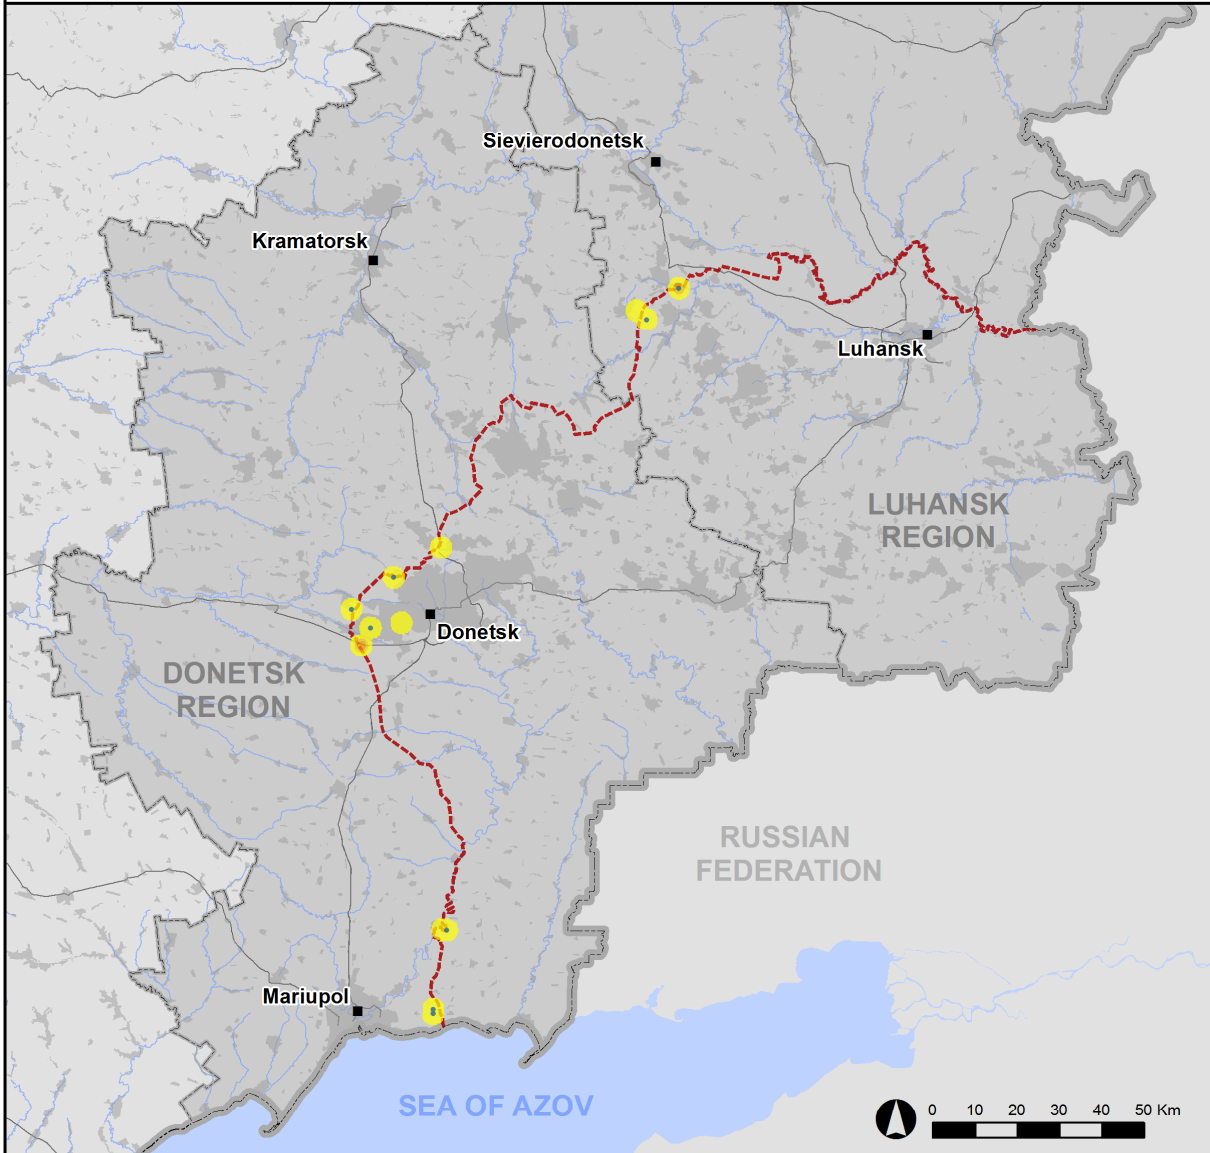 Sievierodonetsk
Kramatorsk
Luhansk
LUHANSK
REGION
Donetsk
DONETSK
REGION
RUSSIAN
FEDERATION
Mariupol
SEA OF AZOV
0 10 20 30 40 50 Km